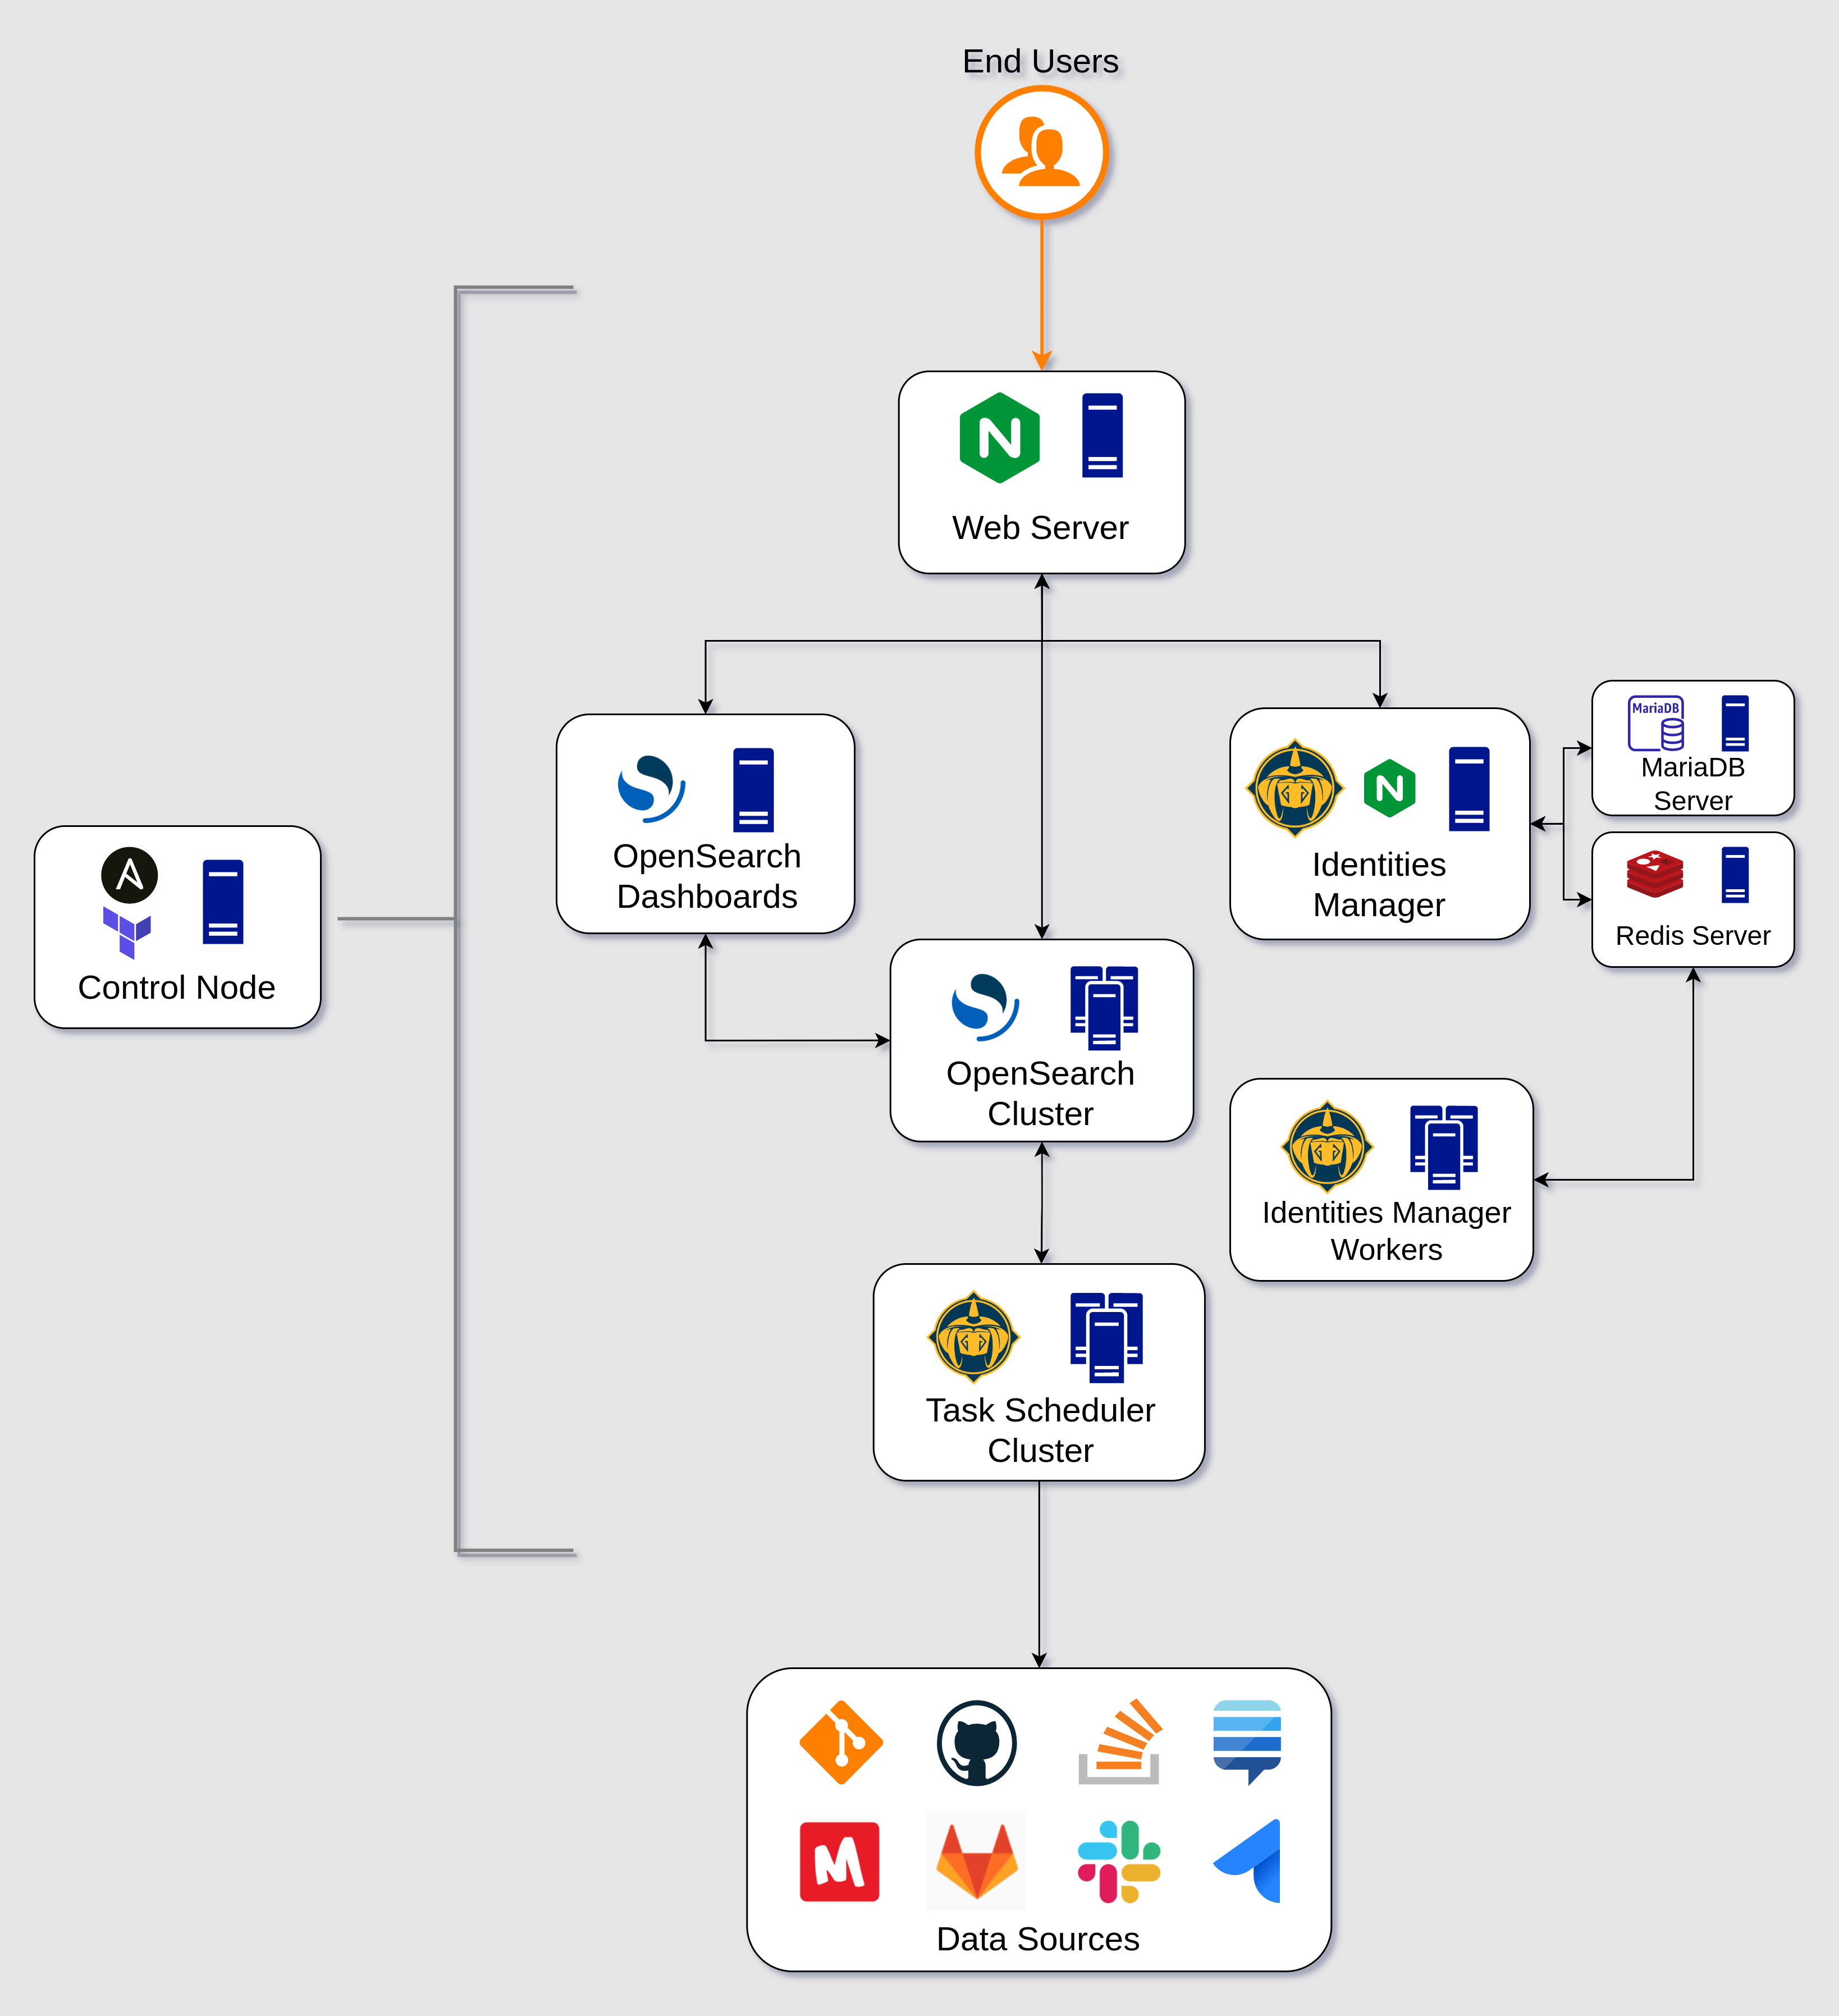 End Users
Web Server
OpenSearch
Dashboards
Identities
Manager
MariaDB
MariaDB
Server
Redis Server
Control Node
OpenSearch
Cluster
Identities Manager
Workers
Task Scheduler
Cluster
Data Sources